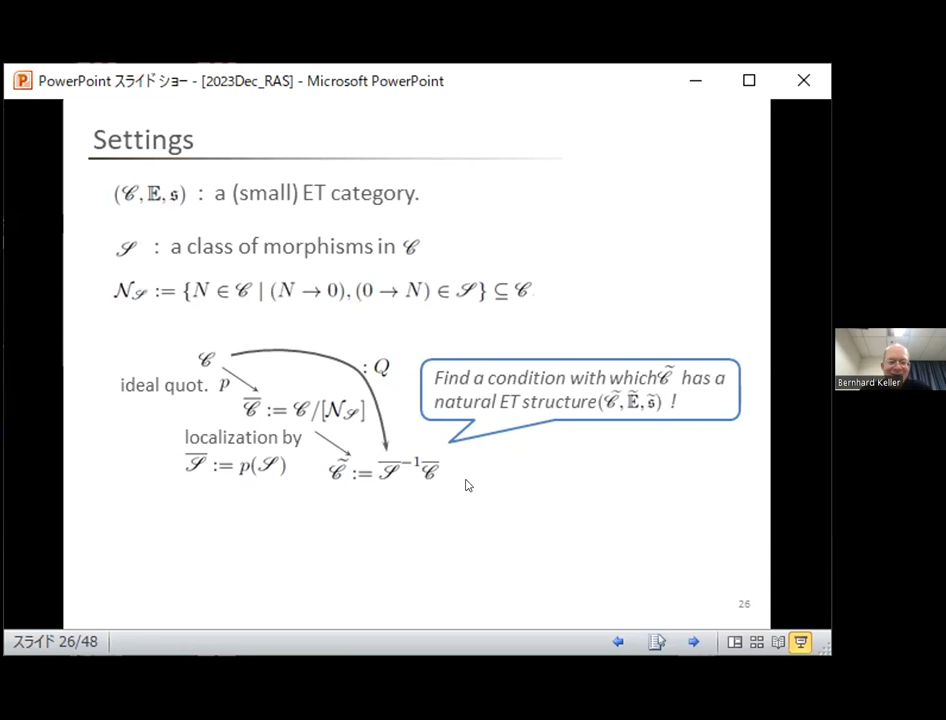 PowerPoint スライド ショー - [2023Dec_RAS] - Microsoft PowerPoint
Settings
(𝒞, 𝔼, 𝔰) : a (small) ET category.
𝒮 : a class of morphisms in 𝒞
𝒩_𝒮 := {N ∈ 𝒞 | (N → 0), (0 → N) ∈ 𝒮} ⊆ 𝒞.
𝒞
: Q
ideal quot. p
𝒞̅ := 𝒞/[𝒩_𝒮]
Find a condition with which 𝒞̃ has a
natural ET structure(𝒞̃, 𝔼̃, 𝔰̃) !
localization by
𝒮̅ := p(𝒮)
𝒞̃ := 𝒮̅⁻¹𝒞̅
Bernhard Keller
26
スライド 26/48